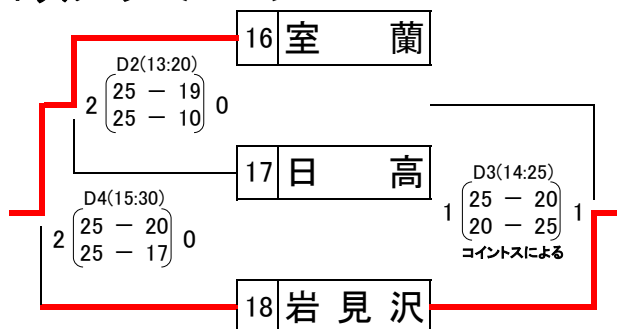 16 室 蘭
D2(13:20)
2 25 － 19 0
25 － 10
17 日 高
D3(14:25)
1 25 － 20 1
20 － 25
コイントスによる
D4(15:30)
2 25 － 20 0
25 － 17
18 岩 見 沢